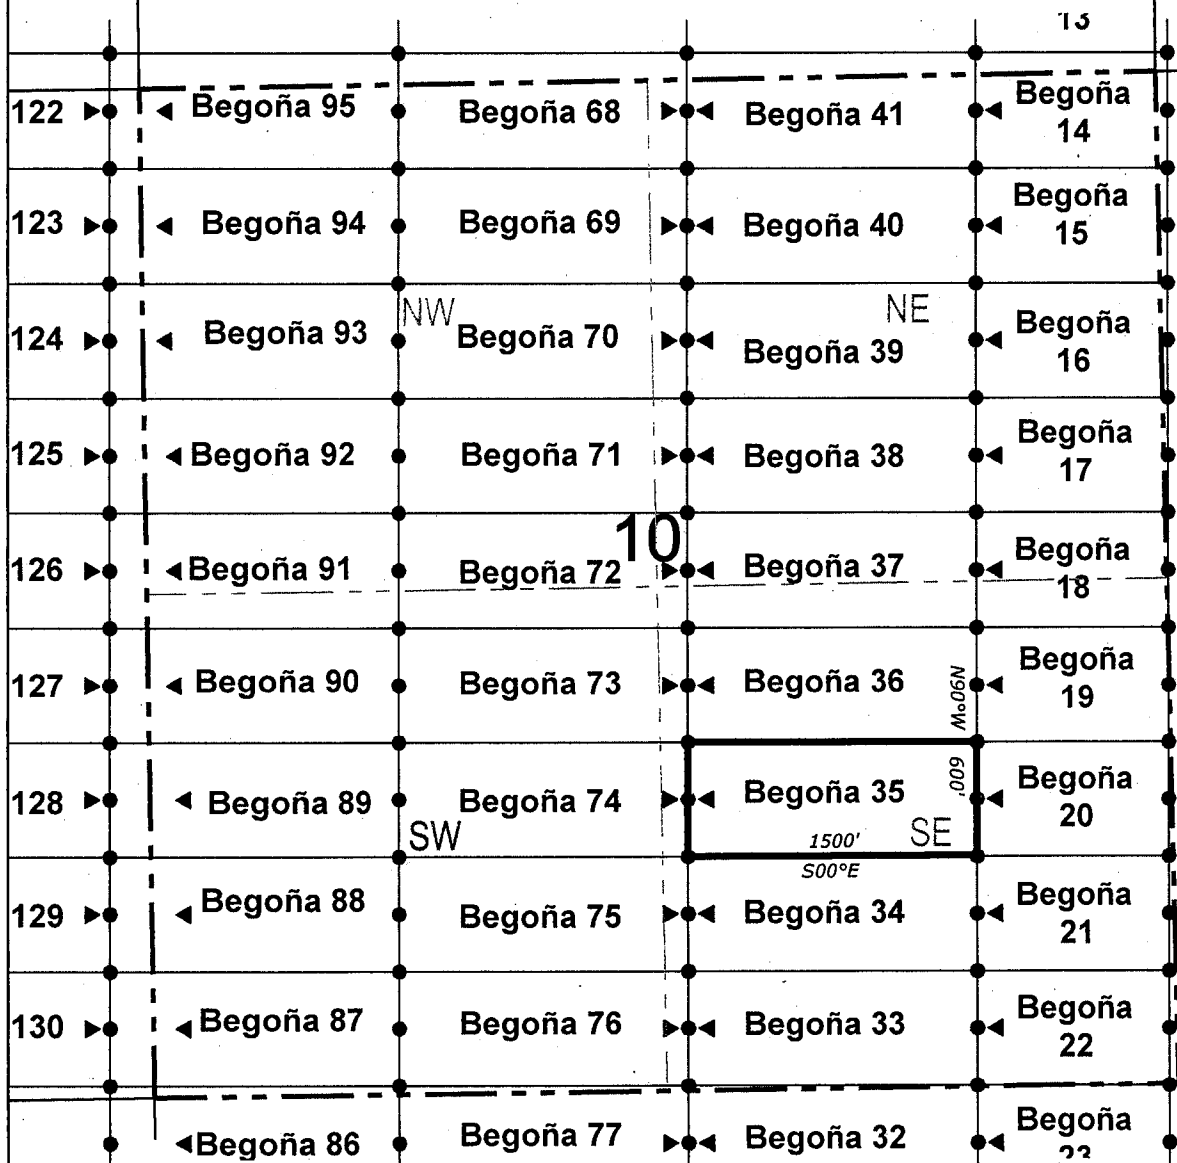 13
122 Begoña 95 Begoña 68 Begoña 41 Begoña
14
123 Begoña 94 Begoña 69 Begoña 40 Begoña
15
NW NE
124 Begoña 93 Begoña 70 Begoña 39 Begoña
16
125 Begoña 92 Begoña 71 Begoña 38 Begoña
17
10
126 Begoña 91 Begoña 72 Begoña 37 Begoña
18
127 Begoña 90 Begoña 73 Begoña 36 N90°W Begoña
19
128 Begoña 89 Begoña 74 Begoña 35 600' Begoña
20
SW 1500' SE
S00°E
129 Begoña 88 Begoña 75 Begoña 34 Begoña
21
130 Begoña 87 Begoña 76 Begoña 33 Begoña
22
Begoña 86 Begoña 77 Begoña 32 Begoña
23